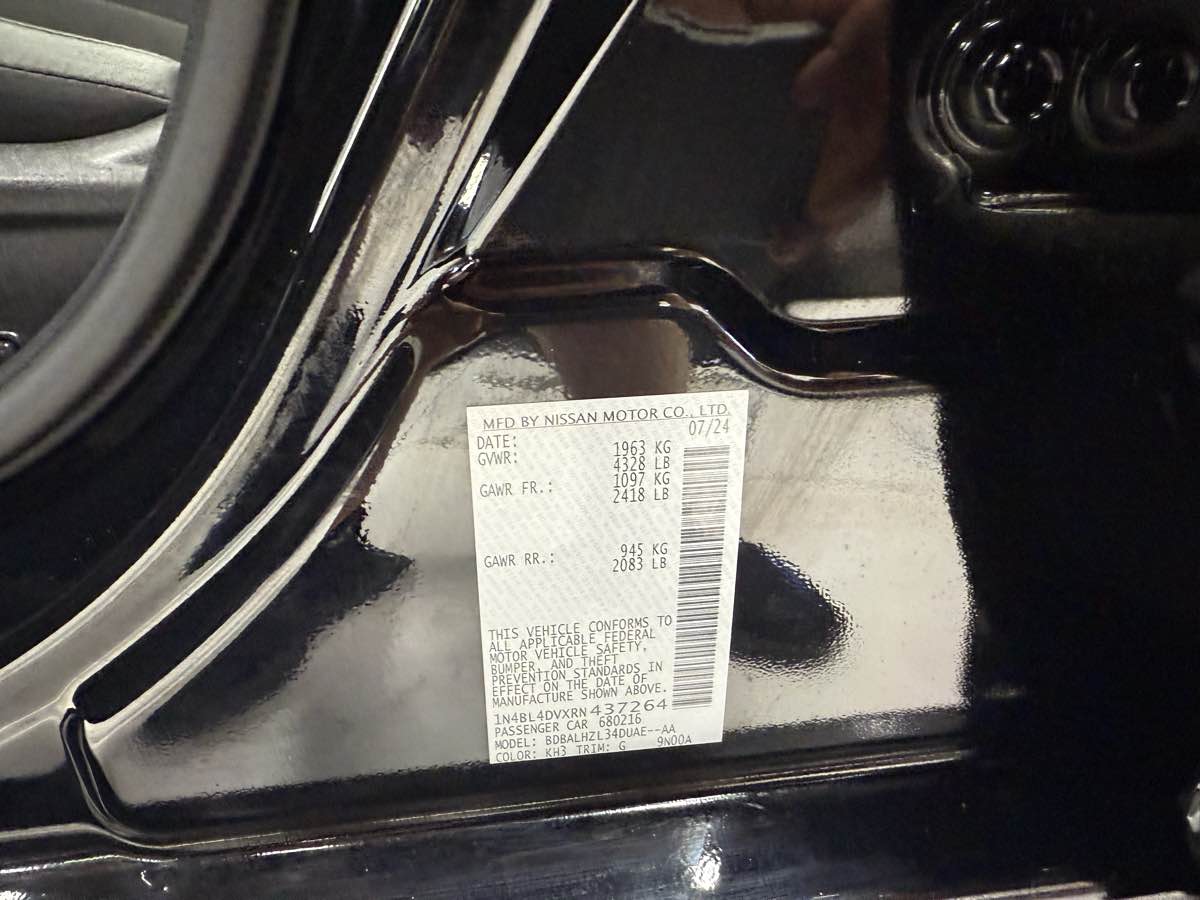 MFD BY NISSAN MOTOR CO., LTD.
DATE: 07/24
GVWR: 1963 KG
4328 LB
GAWR FR.: 1097 KG
2418 LB
GAWR RR.: 945 KG
2083 LB
THIS VEHICLE CONFORMS TO
ALL APPLICABLE FEDERAL
MOTOR VEHICLE SAFETY,
BUMPER, AND THEFT
PREVENTION STANDARDS IN
EFFECT ON THE DATE OF
MANUFACTURE SHOWN ABOVE.
1N4BL4DVXRN437264
PASSENGER CAR 680216
MODEL: BDBALHZL34DUAE--AA
COLOR: KH3 TRIM: G 9N00A